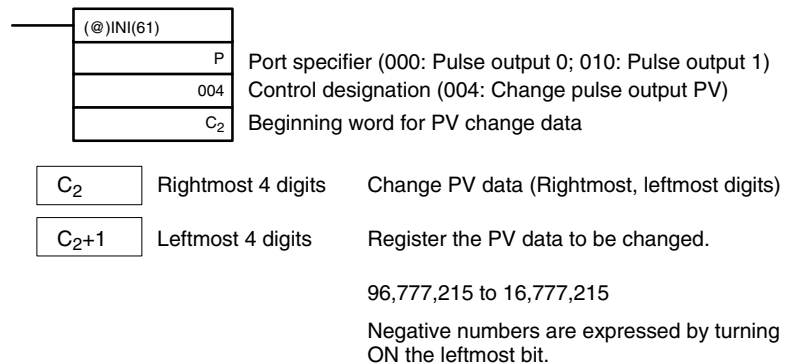 (@)INI(61)
P Port specifier (000: Pulse output 0; 010: Pulse output 1)
004 Control designation (004: Change pulse output PV)
C2 Beginning word for PV change data
C2 Rightmost 4 digits Change PV data (Rightmost, leftmost digits)
C2+1 Leftmost 4 digits Register the PV data to be changed.
96,777,215 to 16,777,215
Negative numbers are expressed by turning
ON the leftmost bit.